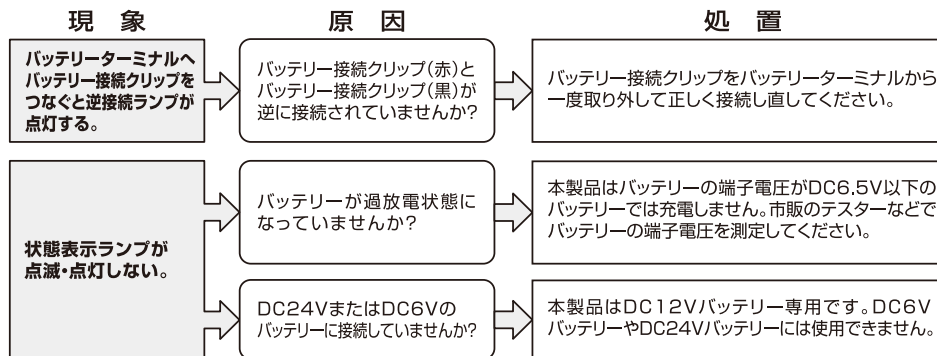 現象
原因
処置
バッテリーターミナルへ
バッテリー接続クリップを
つなぐと逆接続ランプが
点灯する。
バッテリー接続クリップ(赤)と
バッテリー接続クリップ(黒)が
逆に接続されていませんか?
バッテリー接続クリップをバッテリーターミナルから
一度取り外して正しく接続し直してください。
状態表示ランプが
点滅・点灯しない。
バッテリーが過放電状態に
なっていませんか?
本製品はバッテリーの端子電圧がDC6.5V以下の
バッテリーでは充電しません。市販のテスターなどで
バッテリーの端子電圧を測定してください。
DC24VまたはDC6Vの
バッテリーに接続していませんか?
本製品はDC12Vバッテリー専用です。DC6V
バッテリーやDC24Vバッテリーには使用できません。